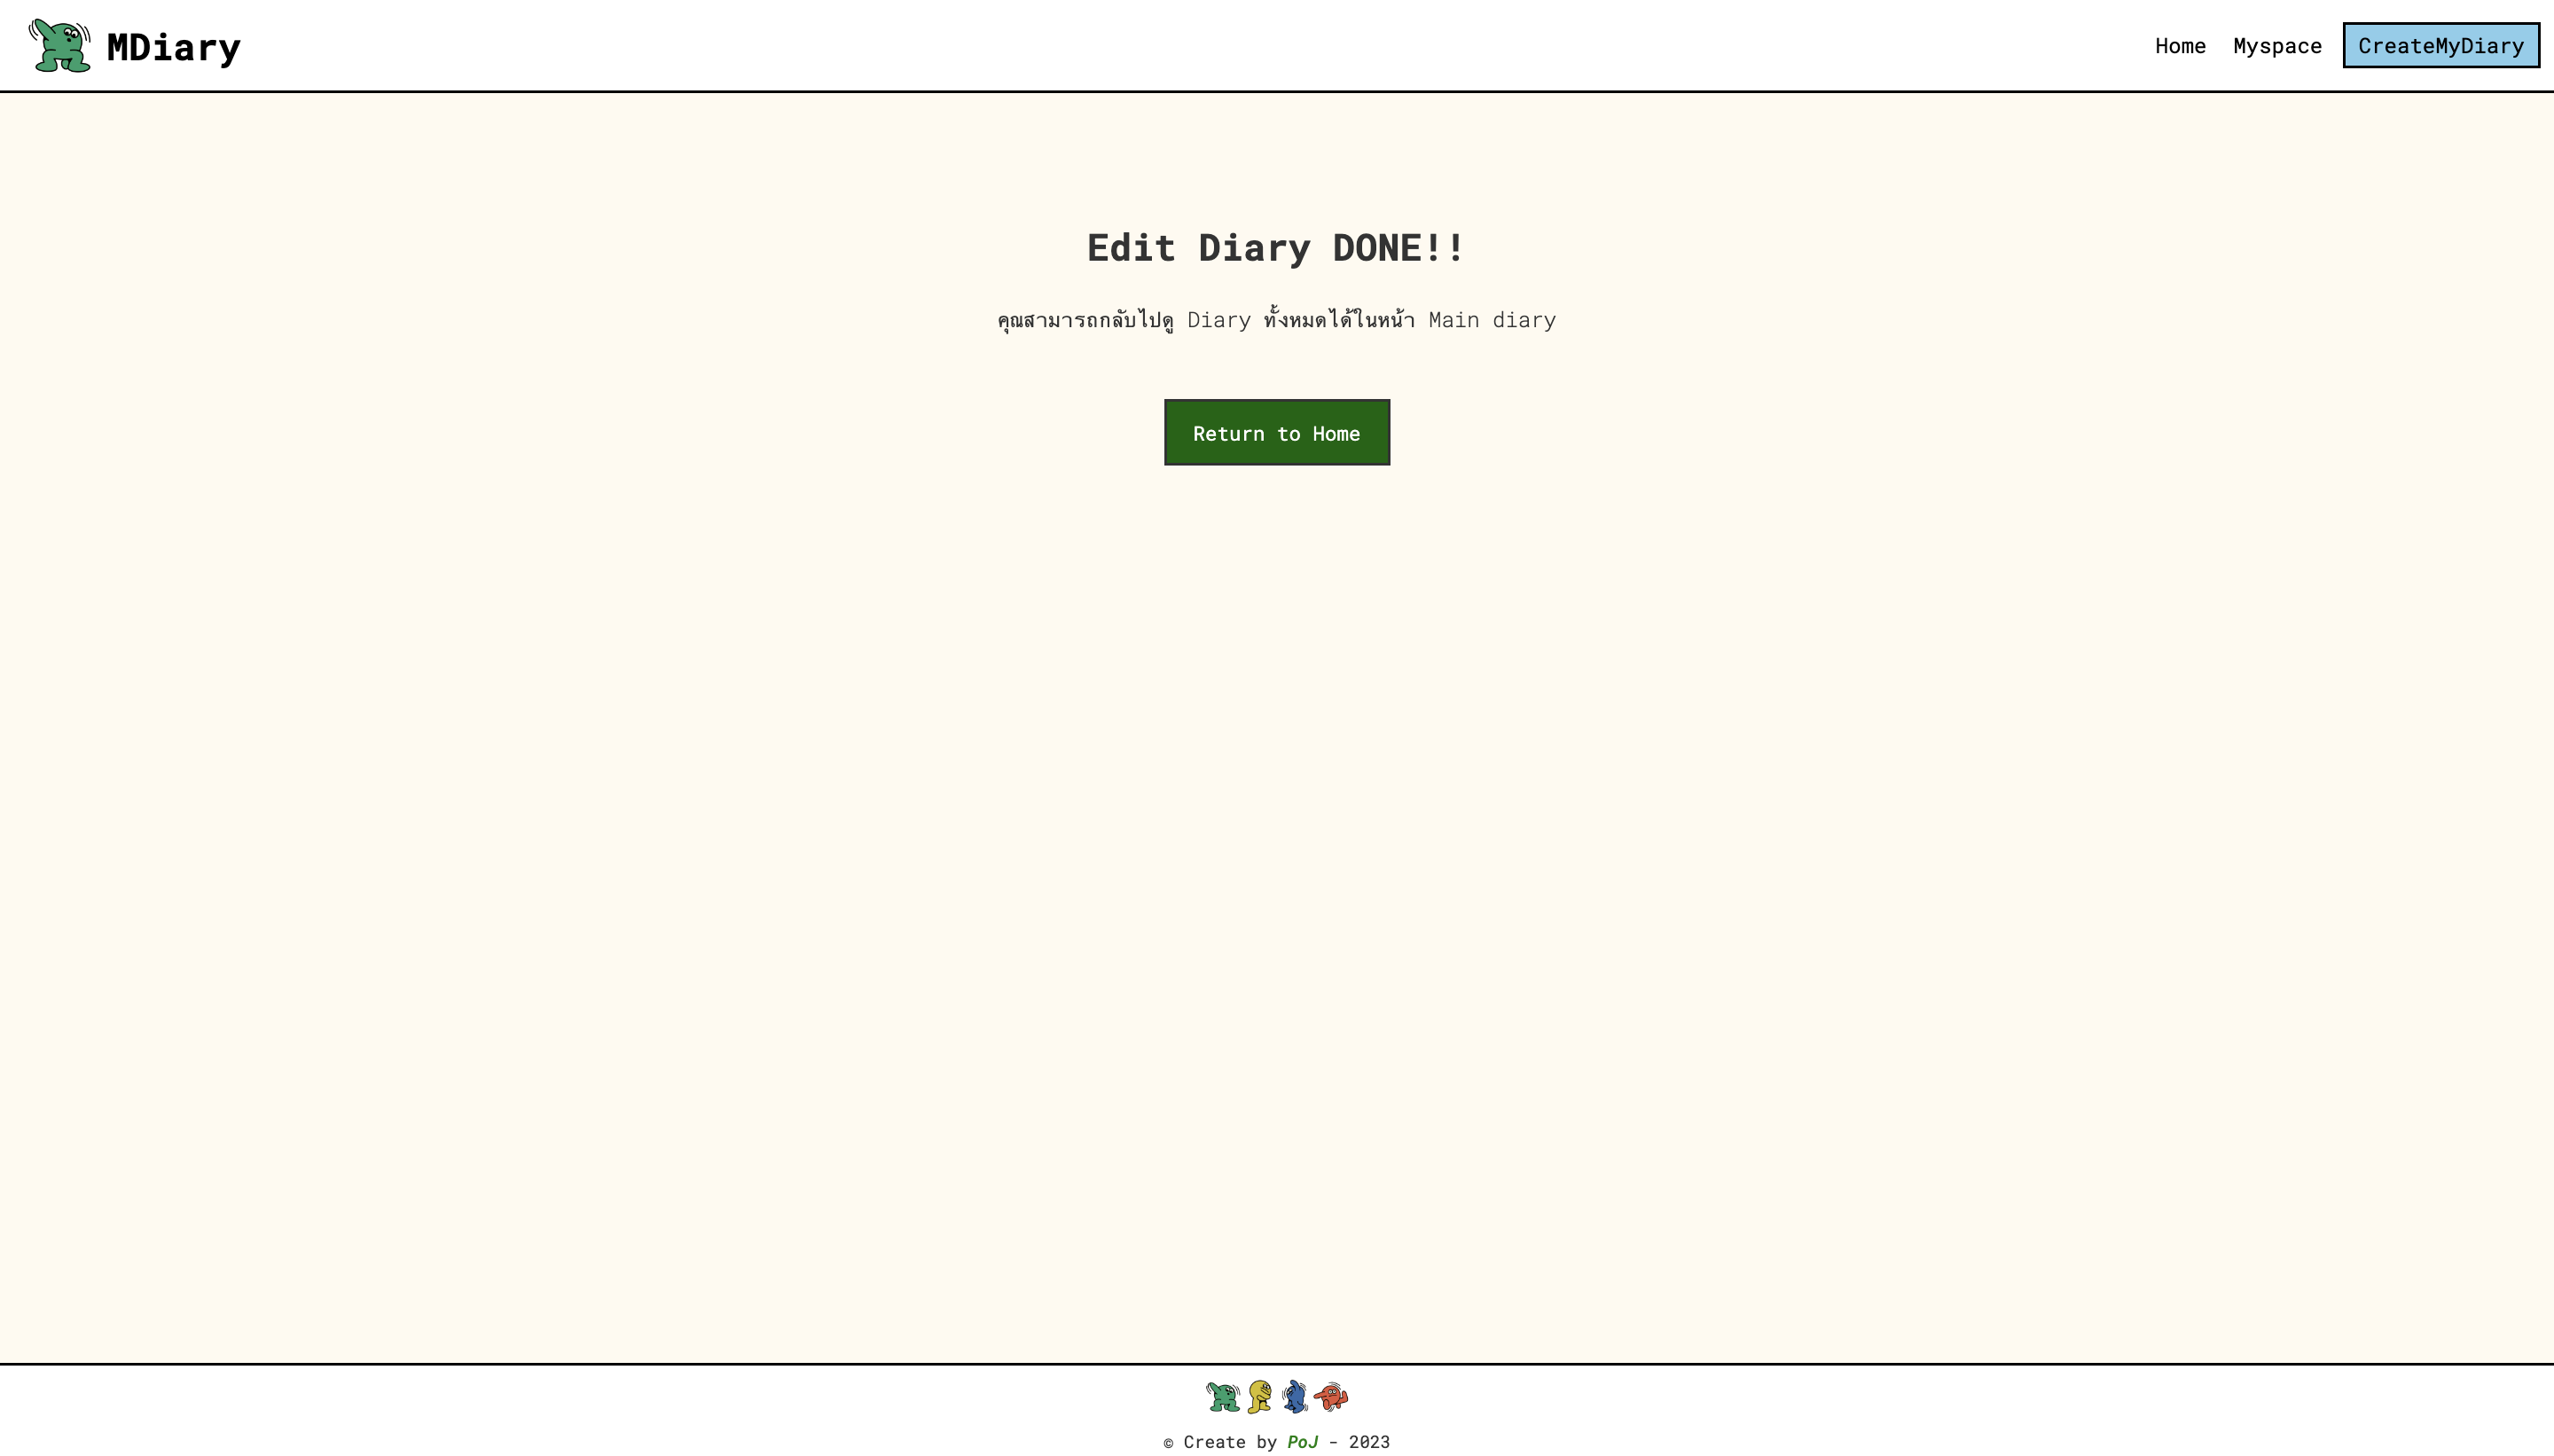 MDiary
Home
Myspace
CreateMyDiary
Edit Diary DONE!!
คุณสามารถกลับไปดู Diary ทั้งหมดได้ในหน้า Main diary
Return to Home
© Create by PoJ - 2023